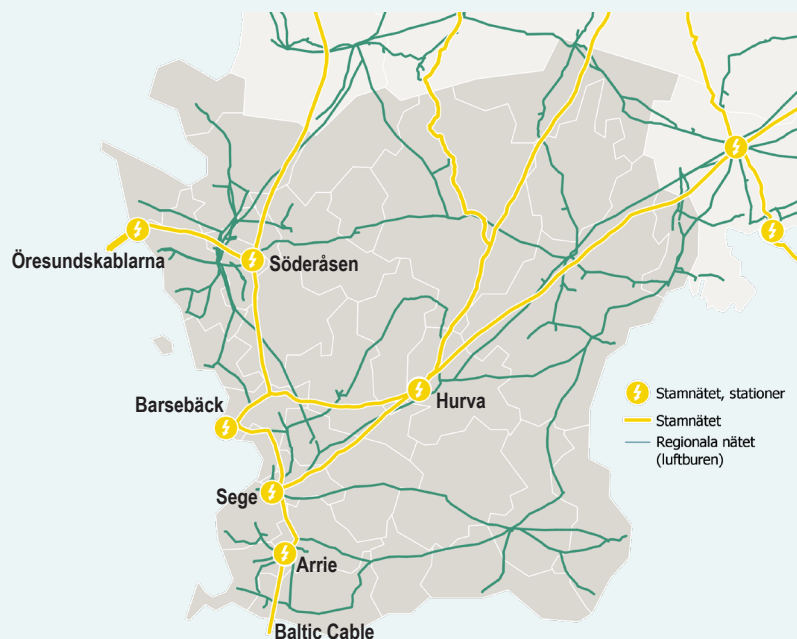 Öresundskablarna
Söderåsen
Barsebäck
Hurva
Sege
Arrie
Baltic Cable
Stamnätet, stationer
Stamnätet
Regionala nätet
(luftburen)